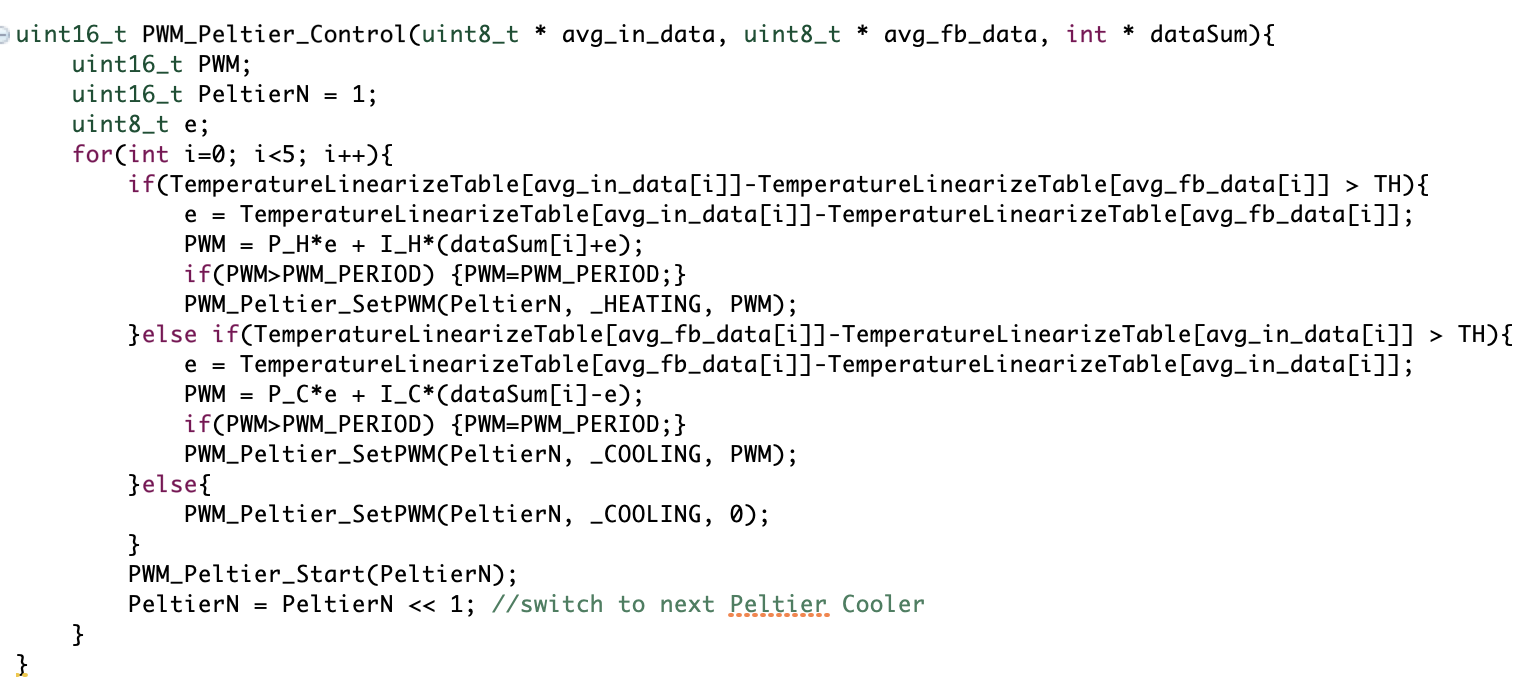 uint16_t PWM_Peltier_Control(uint8_t * avg_in_data, uint8_t * avg_fb_data, int * dataSum){
    uint16_t PWM;
    uint16_t PeltierN = 1;
    uint8_t e;
    for(int i=0; i<5; i++){
        if(TemperatureLinearizeTable[avg_in_data[i]]-TemperatureLinearizeTable[avg_fb_data[i]] > TH){
            e = TemperatureLinearizeTable[avg_in_data[i]]-TemperatureLinearizeTable[avg_fb_data[i]];
            PWM = P_H*e + I_H*(dataSum[i]+e);
            if(PWM>PWM_PERIOD) {PWM=PWM_PERIOD;}
            PWM_Peltier_SetPWM(PeltierN, _HEATING, PWM);
        }else if(TemperatureLinearizeTable[avg_fb_data[i]]-TemperatureLinearizeTable[avg_in_data[i]] > TH){
            e = TemperatureLinearizeTable[avg_fb_data[i]]-TemperatureLinearizeTable[avg_in_data[i]];
            PWM = P_C*e + I_C*(dataSum[i]-e);
            if(PWM>PWM_PERIOD) {PWM=PWM_PERIOD;}
            PWM_Peltier_SetPWM(PeltierN, _COOLING, PWM);
        }else{
            PWM_Peltier_SetPWM(PeltierN, _COOLING, 0);
        }
        PWM_Peltier_Start(PeltierN);
        PeltierN = PeltierN << 1; //switch to next Peltier Cooler
    }
}